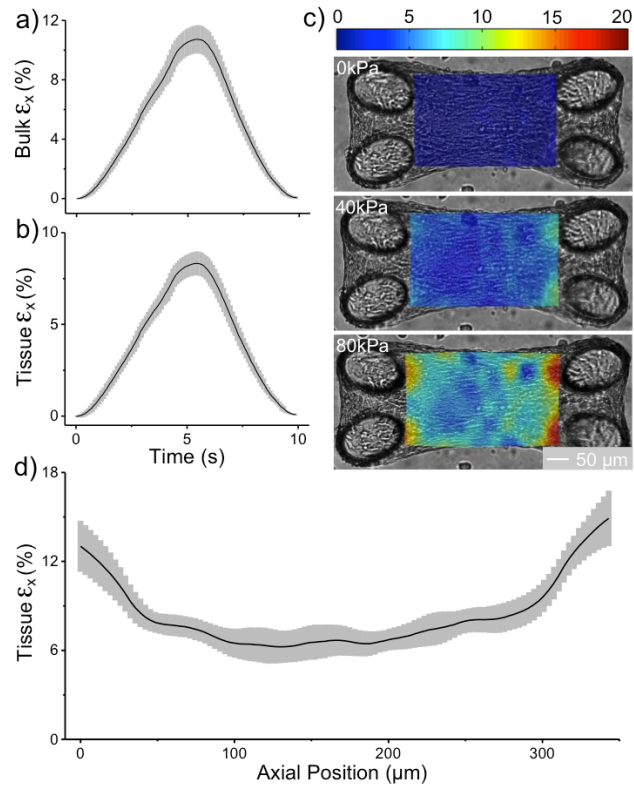 a)
12
8
4
0
Bulk εx (%)
b)
10
5
0
Tissue εx (%)
0 5 10
Time (s)
c)
0 5 10 15 20
0kPa
40kPa
80kPa
50 µm
d)
18
12
6
0
Tissue εx (%)
0 100 200 300
Axial Position (µm)